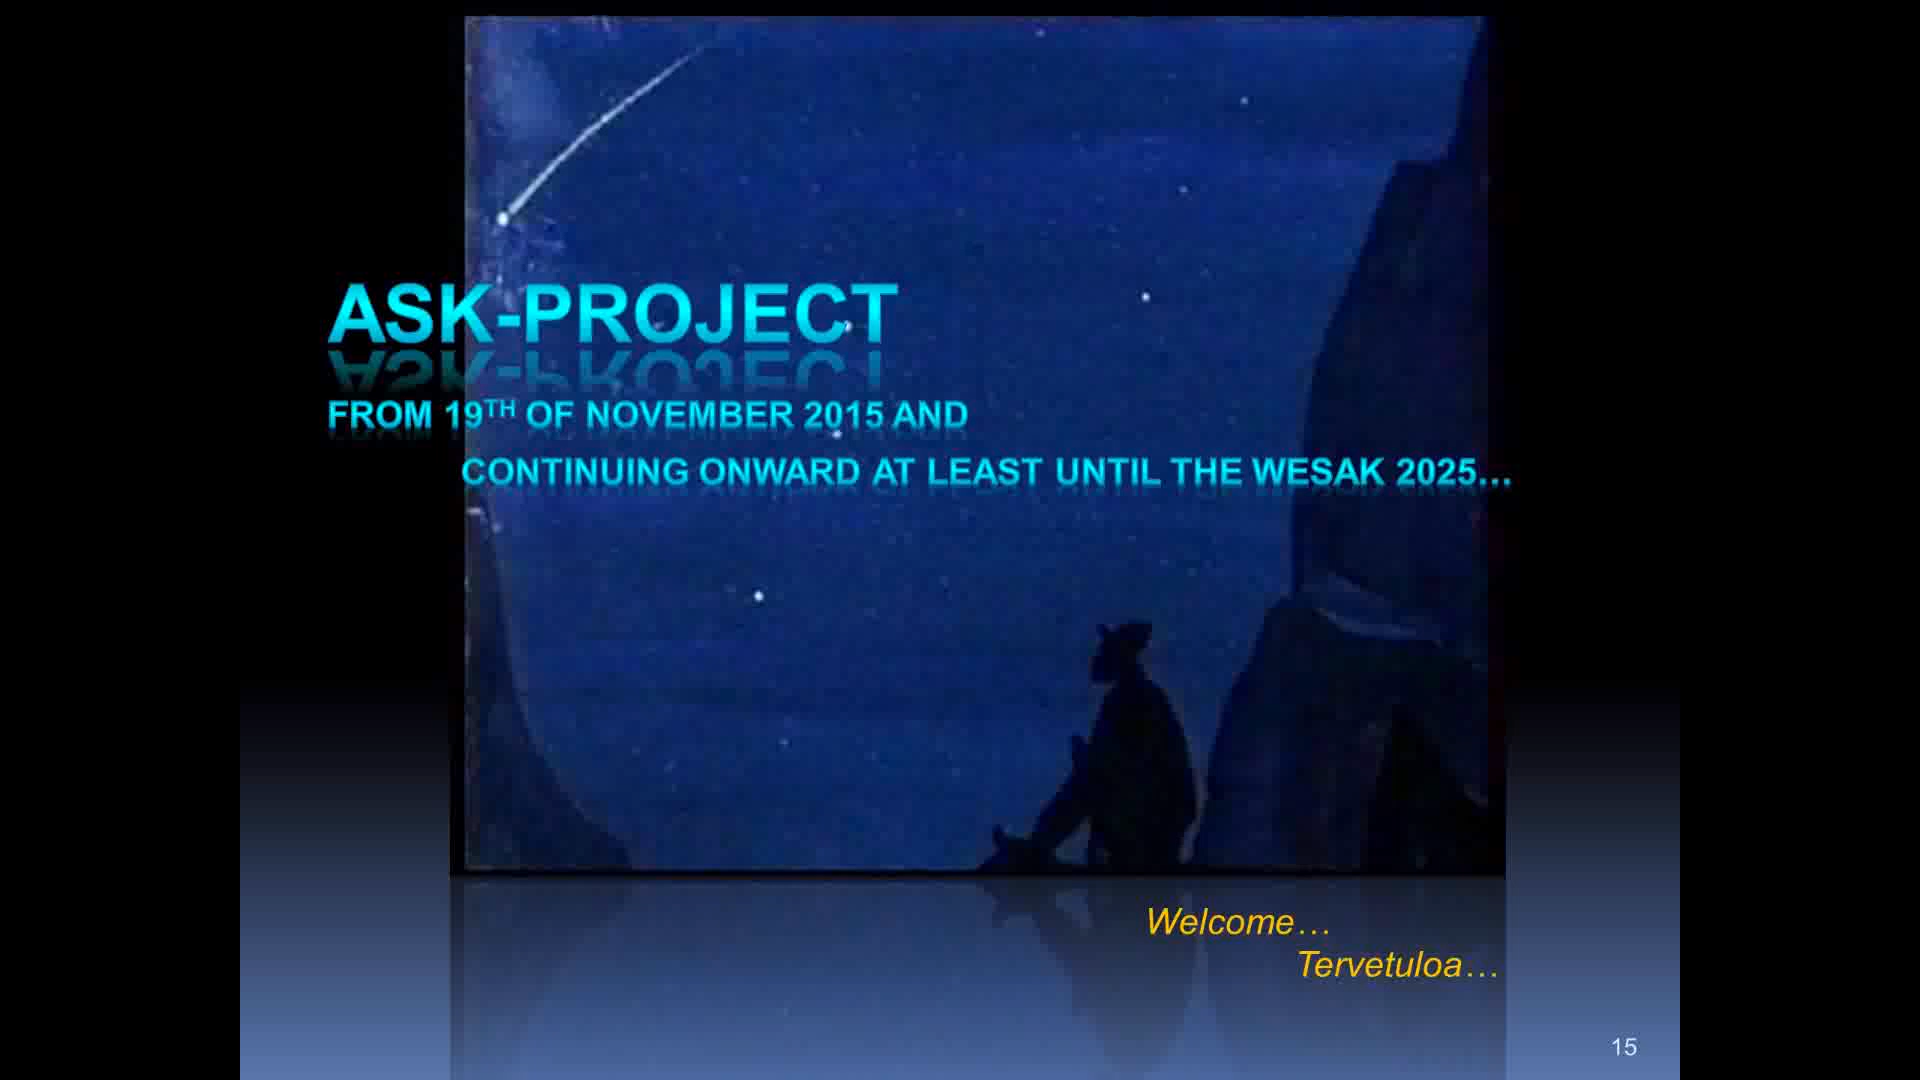 ASK-PROJECT
FROM 19TH OF NOVEMBER 2015 AND
CONTINUING ONWARD AT LEAST UNTIL THE WESAK 2025…
Welcome…
Tervetuloa…
15